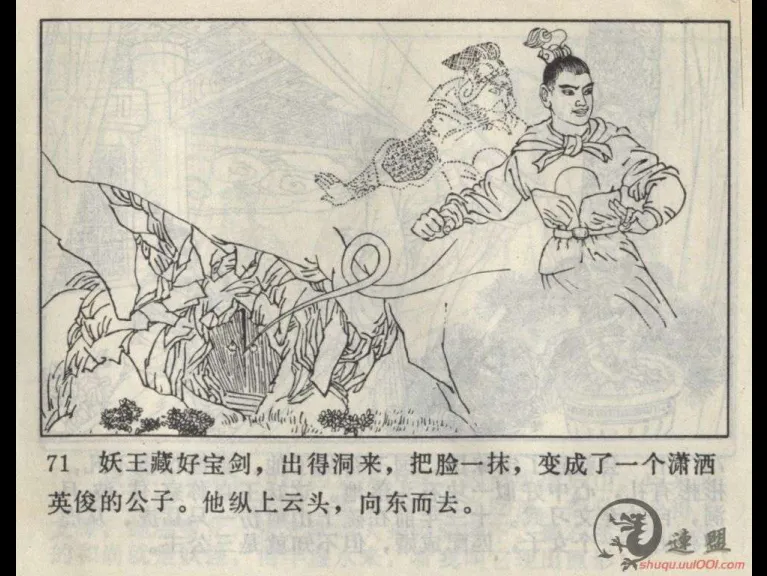 71 妖王藏好宝剑，出得洞来，把脸一抹，变成了一个潇洒
英俊的公子。他纵上云头，向东而去。
連盟
shuqu.uu1001.com